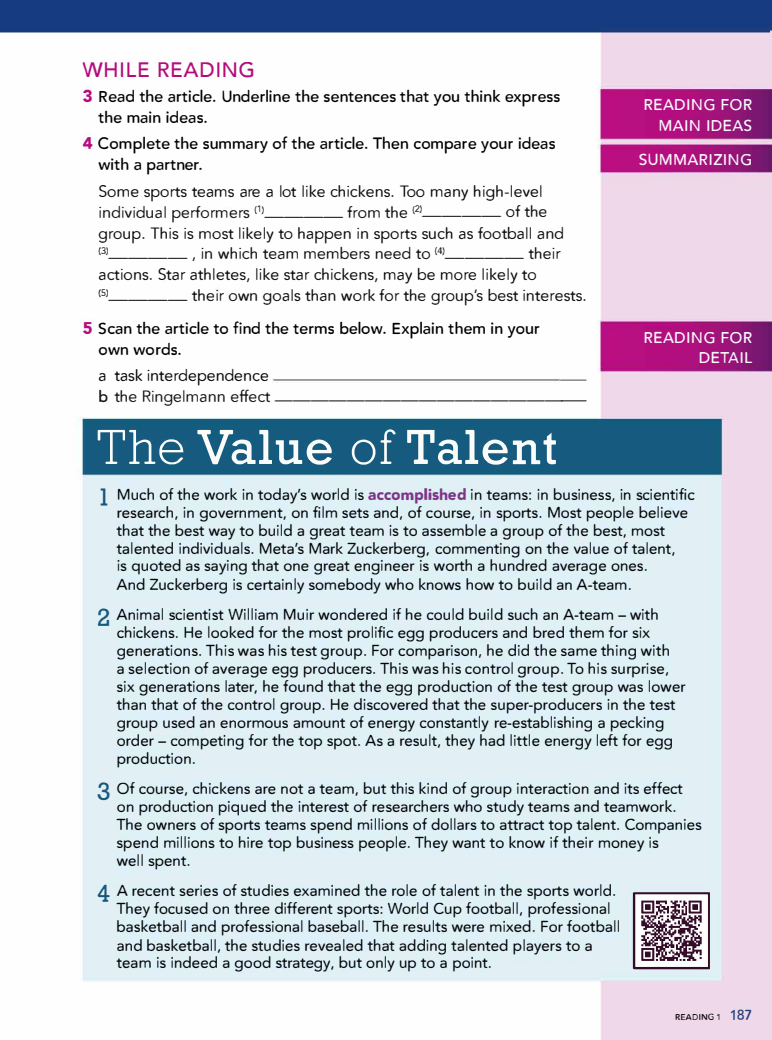 WHILE READING
3 Read the article. Underline the sentences that you think express
the main ideas.
READING FOR
MAIN IDEAS
4 Complete the summary of the article. Then compare your ideas
with a partner.
SUMMARIZING
Some sports teams are a lot like chickens. Too many high-level
individual performers (1)_________ from the (2)_________ of the
group. This is most likely to happen in sports such as football and
(3)_________ , in which team members need to (4)_________ their
actions. Star athletes, like star chickens, may be more likely to
(5)_________ their own goals than work for the group's best interests.
5 Scan the article to find the terms below. Explain them in your
own words.
READING FOR
DETAIL
a task interdependence ___________________________________
b the Ringelmann effect ___________________________________
The Value of Talent
1 Much of the work in today's world is accomplished in teams: in business, in scientific
research, in government, on film sets and, of course, in sports. Most people believe
that the best way to build a great team is to assemble a group of the best, most
talented individuals. Meta's Mark Zuckerberg, commenting on the value of talent,
is quoted as saying that one great engineer is worth a hundred average ones.
And Zuckerberg is certainly somebody who knows how to build an A-team.
2 Animal scientist William Muir wondered if he could build such an A-team – with
chickens. He looked for the most prolific egg producers and bred them for six
generations. This was his test group. For comparison, he did the same thing with
a selection of average egg producers. This was his control group. To his surprise,
six generations later, he found that the egg production of the test group was lower
than that of the control group. He discovered that the super-producers in the test
group used an enormous amount of energy constantly re-establishing a pecking
order – competing for the top spot. As a result, they had little energy left for egg
production.
3 Of course, chickens are not a team, but this kind of group interaction and its effect
on production piqued the interest of researchers who study teams and teamwork.
The owners of sports teams spend millions of dollars to attract top talent. Companies
spend millions to hire top business people. They want to know if their money is
well spent.
4 A recent series of studies examined the role of talent in the sports world.
They focused on three different sports: World Cup football, professional
basketball and professional baseball. The results were mixed. For football
and basketball, the studies revealed that adding talented players to a
team is indeed a good strategy, but only up to a point.
READING 1 187